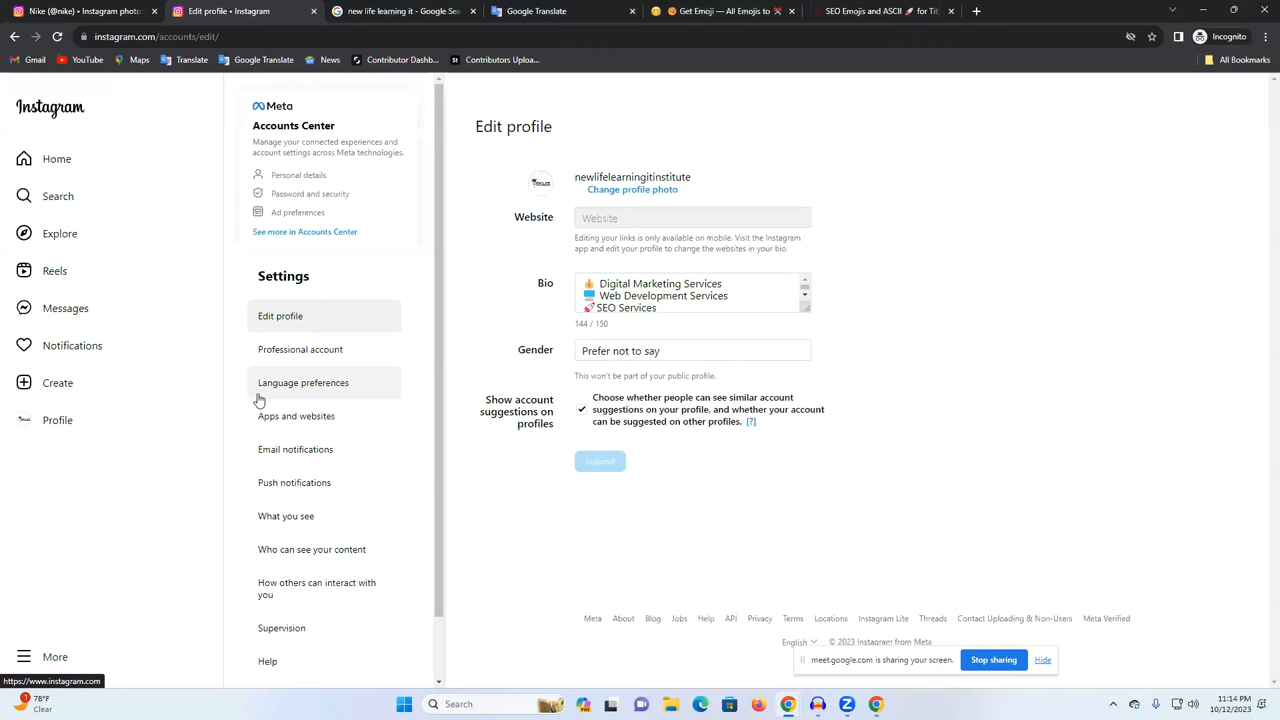 Nike (@nike) • Instagram photo
Edit profile • Instagram
new life learning it - Google Se
Google Translate
Get Emoji — All Emojis to
SEO Emojis and ASCII 🚀 for Ti
instagram.com/accounts/edit/
Incognito
Gmail
YouTube
Maps
Translate
Google Translate
News
Contributor Dashb...
Contributors Uploa...
All Bookmarks
Instagram
Home
Search
Explore
Reels
Messages
Notifications
Create
Profile
More
https://www.instagram.com
Meta
Accounts Center
Manage your connected experiences and
account settings across Meta technologies.
Personal details
Password and security
Ad preferences
See more in Accounts Center
Settings
Edit profile
Professional account
Language preferences
Apps and websites
Email notifications
Push notifications
What you see
Who can see your content
How others can interact with
you
Supervision
Help
Edit profile
newlifelearningitinstitute
Change profile photo
Website
Website
Editing your links is only available on mobile. Visit the Instagram
app and edit your profile to change the websites in your bio.
Bio
💰 Digital Marketing Services
💻 Web Development Services
🚀SEO Services
144 / 150
Gender
Prefer not to say
This won't be part of your public profile.
Show account
suggestions on
profiles
Choose whether people can see similar account
suggestions on your profile, and whether your account
can be suggested on other profiles. [?]
Submit
Meta About Blog Jobs Help API Privacy Terms Locations Instagram Lite Threads Contact Uploading & Non-Users Meta Verified
English © 2023 Instagram from Meta
meet.google.com is sharing your screen.
Stop sharing
Hide
1
78°F
Clear
Search
11:14 PM
10/12/2023